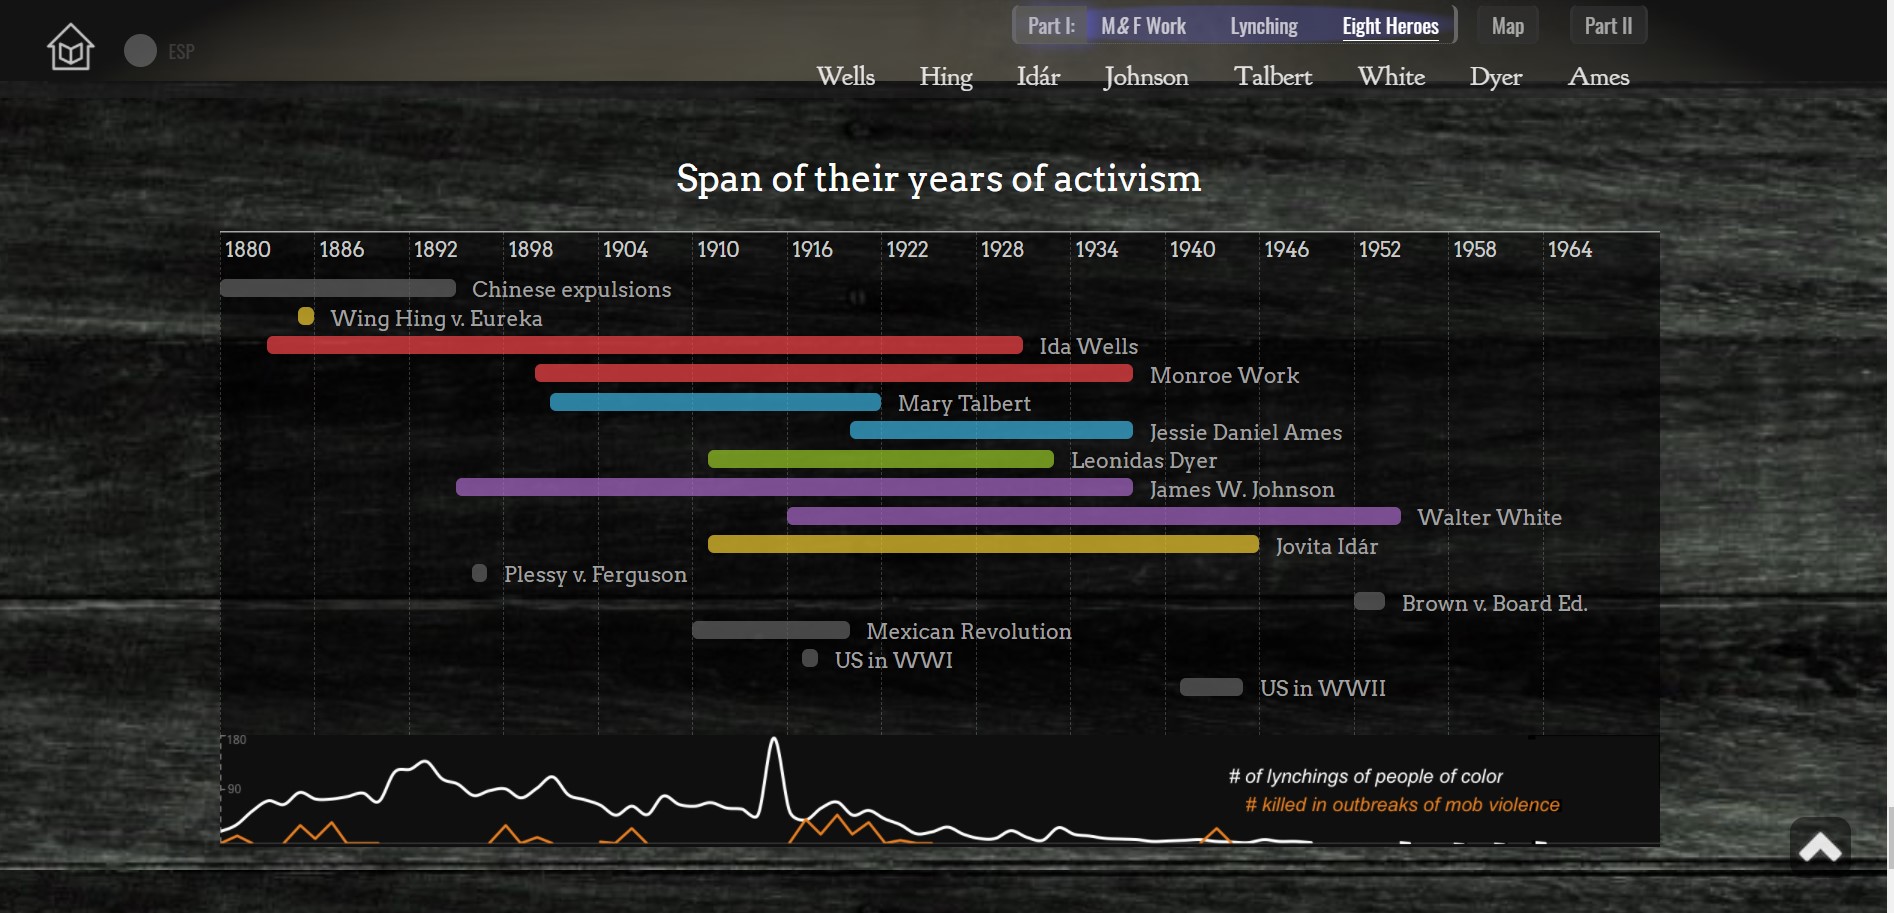 ESP
Part I: M & F Work Lynching Eight Heroes Map Part II
Wells Hing Idár Johnson Talbert White Dyer Ames
Span of their years of activism
1880 1886 1892 1898 1904 1910 1916 1922 1928 1934 1940 1946 1952 1958 1964
Chinese expulsions
Wing Hing v. Eureka
Ida Wells
Monroe Work
Mary Talbert
Jessie Daniel Ames
Leonidas Dyer
James W. Johnson
Walter White
Jovita Idár
Plessy v. Ferguson
Brown v. Board Ed.
Mexican Revolution
US in WWI
US in WWII
180
90
# of lynchings of people of color
# killed in outbreaks of mob violence